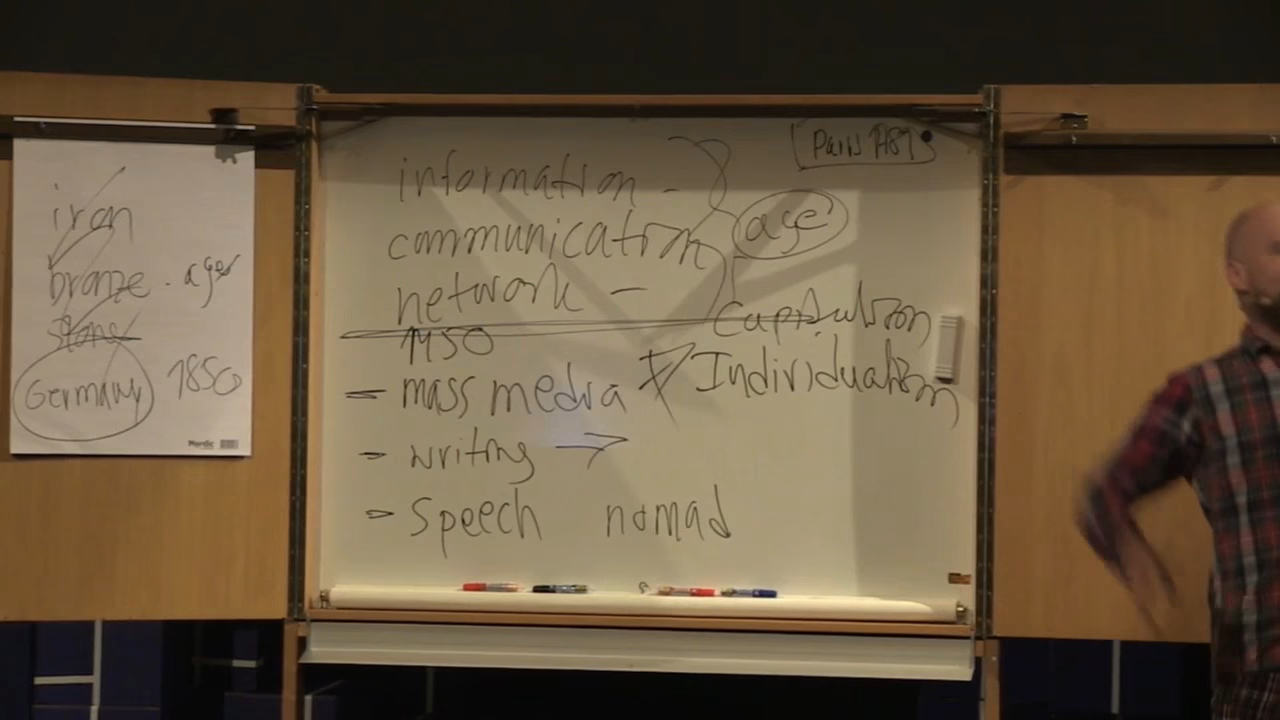 iron
bronze. ages
stone
Germany 1850
Nordic
Paris 1789
information -
communication
age
network -
Capitalism
1450
- mass media Individualism
- writing →
- speech nomad